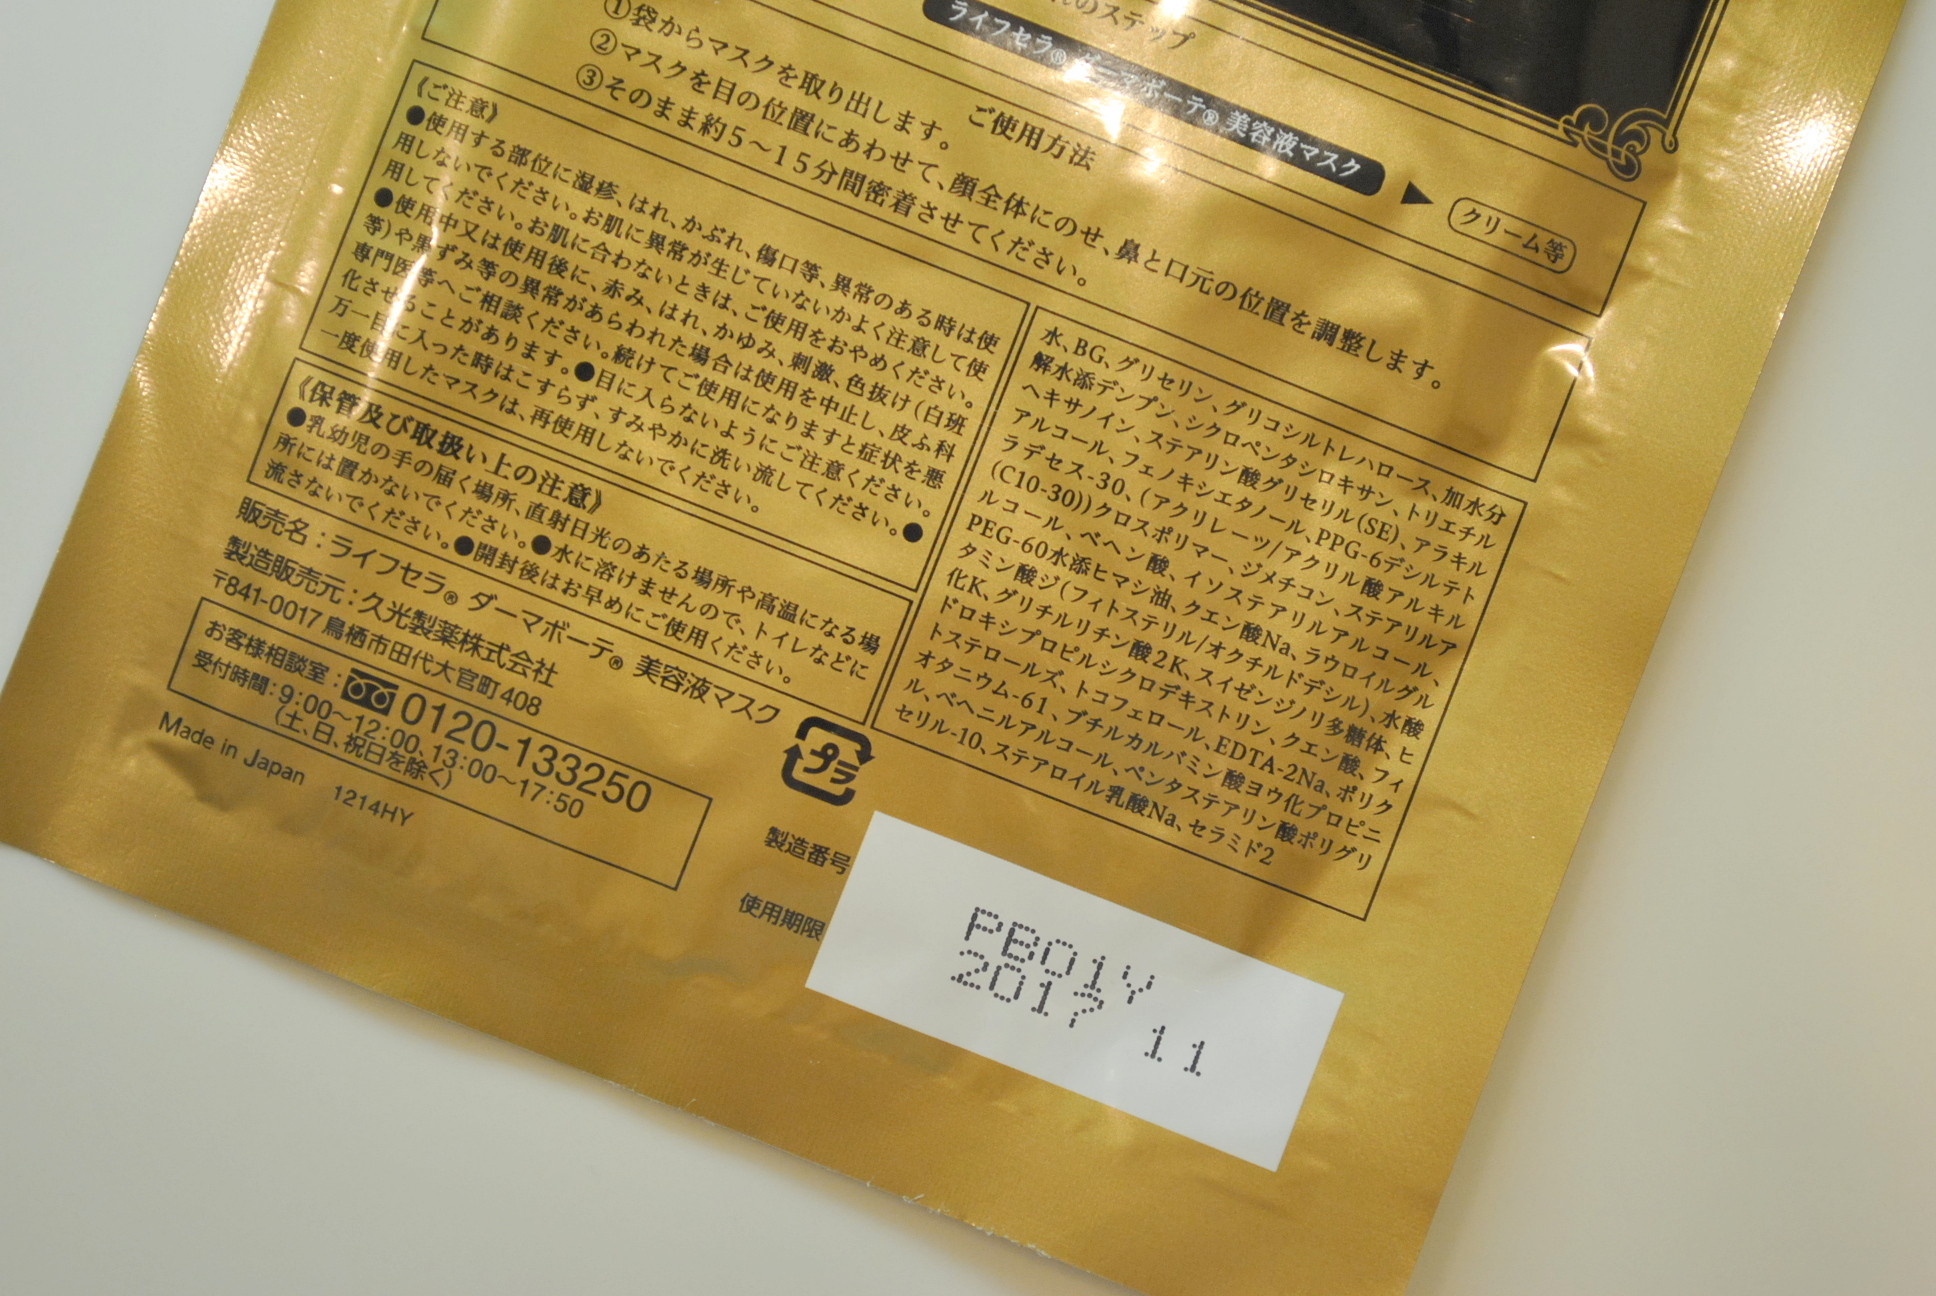 のステップ
ライフセラ® ダーマボーテ® 美容液マスク
クリーム等
ご使用方法
①袋からマスクを取り出します。
②マスクを目の位置にあわせて、顔全体にのせ、鼻と口元の位置を調整します。
③そのまま約5～15分間密着させてください。
《ご注意》
●使用する部位に湿疹、はれ、かぶれ、傷口等、異常のある時は使
用しないでください。お肌に異常が生じていないかよく注意して使
用してください。お肌に合わないときは、ご使用をおやめください。
●使用中又は使用後に、赤み、はれ、かゆみ、刺激、色抜け(白斑
等)や黒ずみ等の異常があらわれた場合は使用を中止し、皮ふ科
専門医等へご相談ください。続けてご使用になりますと症状を悪
化させることがあります。●目に入らないようにご注意ください。
万一目に入った時はこすらず、すみやかに洗い流してください。●
一度使用したマスクは、再使用しないでください。
《保管及び取扱い上の注意》
●乳幼児の手の届く場所、直射日光のあたる場所や高温になる場
所には置かないでください。●水に溶けませんので、トイレなどに
流さないでください。●開封後はお早めにご使用ください。
水、BG、グリセリン、グリコシルトレハロース、加水分
解水添デンプン、シクロペンタシロキサン、トリエチル
ヘキサノイン、ステアリン酸グリセリル(SE)、アラキル
アルコール、フェノキシエタノール、PPG-6デシルテト
ラデセス-30、(アクリレーツ/アクリル酸アルキル
(C10-30))クロスポリマー、ジメチコン、ステアリルア
ルコール、ベヘン酸、イソステアリルアルコール、
PEG-60水添ヒマシ油、クエン酸Na、ラウロイルグル
タミン酸ジ(フィトステリル/オクチルドデシル)、水酸
化K、グリチルリチン酸2K、スイゼンジノリ多糖体、ヒ
ドロキシプロピルシクロデキストリン、クエン酸、フィ
トステロールズ、トコフェロール、EDTA-2Na、ポリク
オタニウム-61、ブチルカルバミン酸ヨウ化プロピニ
ル、ベヘニルアルコール、ペンタステアリン酸ポリグリ
セリル-10、ステアロイル乳酸Na、セラミド2
販売名：ライフセラ® ダーマボーテ® 美容液マスク
製造販売元：久光製薬株式会社
〒841-0017 鳥栖市田代大官町408
お客様相談室：0120-133250
受付時間：9:00～12:00、13:00～17:50
(土、日、祝日を除く)
Made in Japan 1214HY
プラ
製造番号
使用期限
PB01Y
2017 11